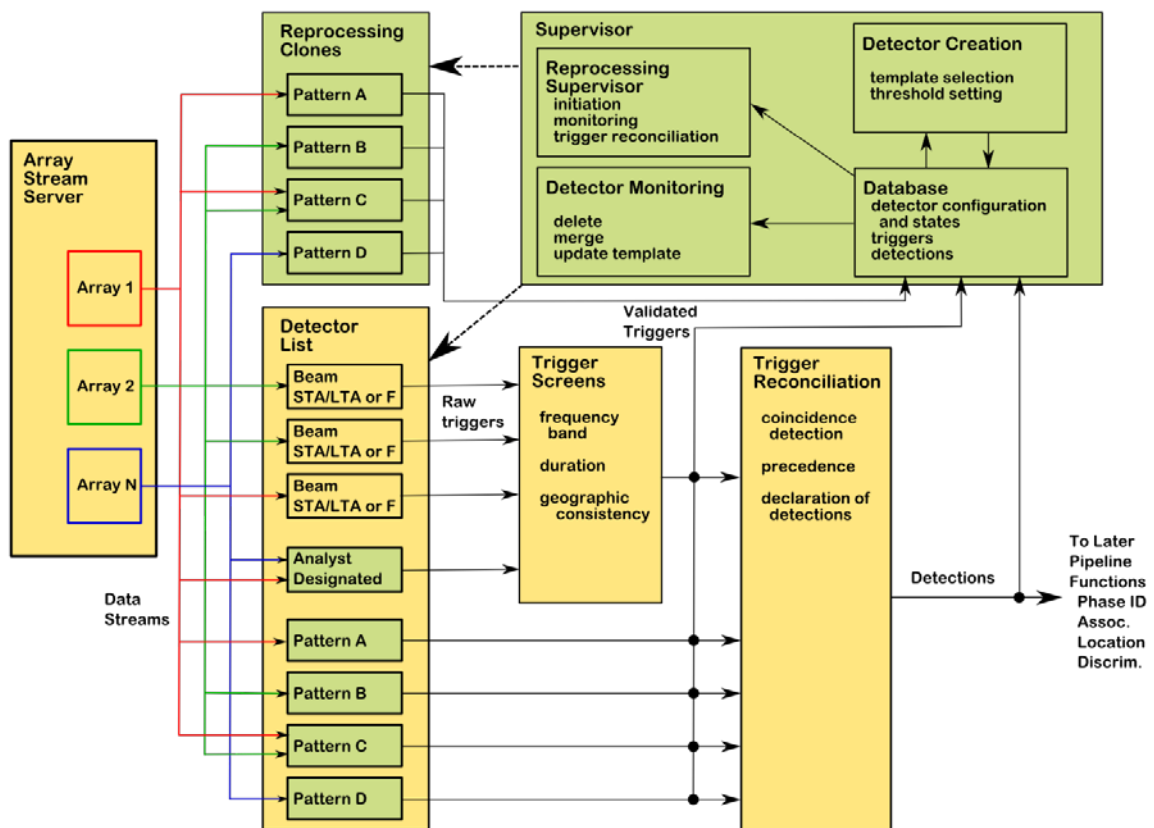 Array
Stream
Server
Array 1
Array 2
Array N
Data
Streams
Reprocessing
Clones
Pattern A
Pattern B
Pattern C
Pattern D
Detector
List
Beam
STA/LTA or F
Beam
STA/LTA or F
Beam
STA/LTA or F
Analyst
Designated
Pattern A
Pattern B
Pattern C
Pattern D
Supervisor
Reprocessing
Supervisor
initiation
monitoring
trigger reconciliation
Detector Monitoring
delete
merge
update template
Detector Creation
template selection
threshold setting
Database
detector configuration
and states
triggers
detections
Raw
triggers
Trigger
Screens
frequency
band
duration
geographic
consistency
Validated
Triggers
Trigger
Reconciliation
coincidence
detection
precedence
declaration of
detections
Detections
To Later
Pipeline
Functions
Phase ID
Assoc.
Location
Discrim.